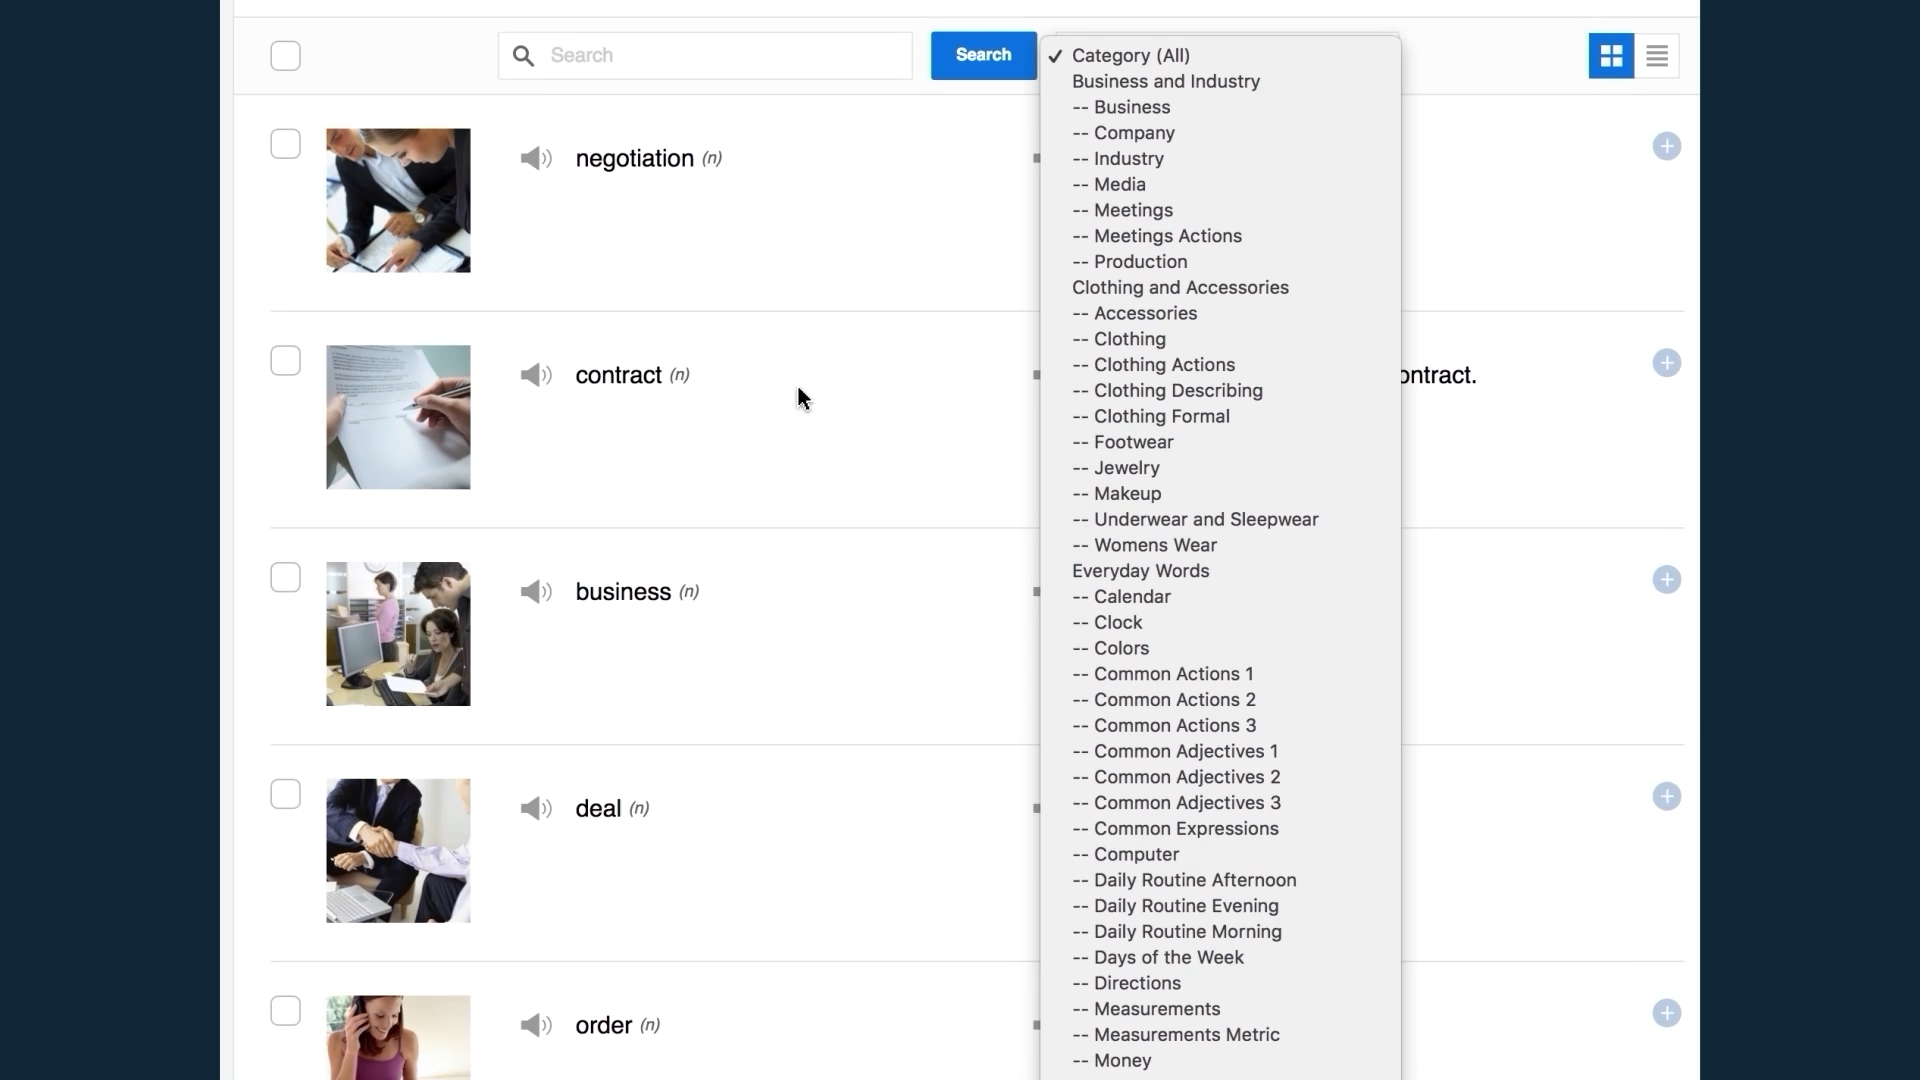 Search
Search
✓ Category (All)
Business and Industry
-- Business
-- Company
-- Industry
-- Media
-- Meetings
-- Meetings Actions
-- Production
Clothing and Accessories
-- Accessories
-- Clothing
-- Clothing Actions
-- Clothing Describing
-- Clothing Formal
-- Footwear
-- Jewelry
-- Makeup
-- Underwear and Sleepwear
-- Womens Wear
Everyday Words
-- Calendar
-- Clock
-- Colors
-- Common Actions 1
-- Common Actions 2
-- Common Actions 3
-- Common Adjectives 1
-- Common Adjectives 2
-- Common Adjectives 3
-- Common Expressions
-- Computer
-- Daily Routine Afternoon
-- Daily Routine Evening
-- Daily Routine Morning
-- Days of the Week
-- Directions
-- Measurements
-- Measurements Metric
-- Money
negotiation (n)
contract (n)
ontract.
business (n)
deal (n)
order (n)